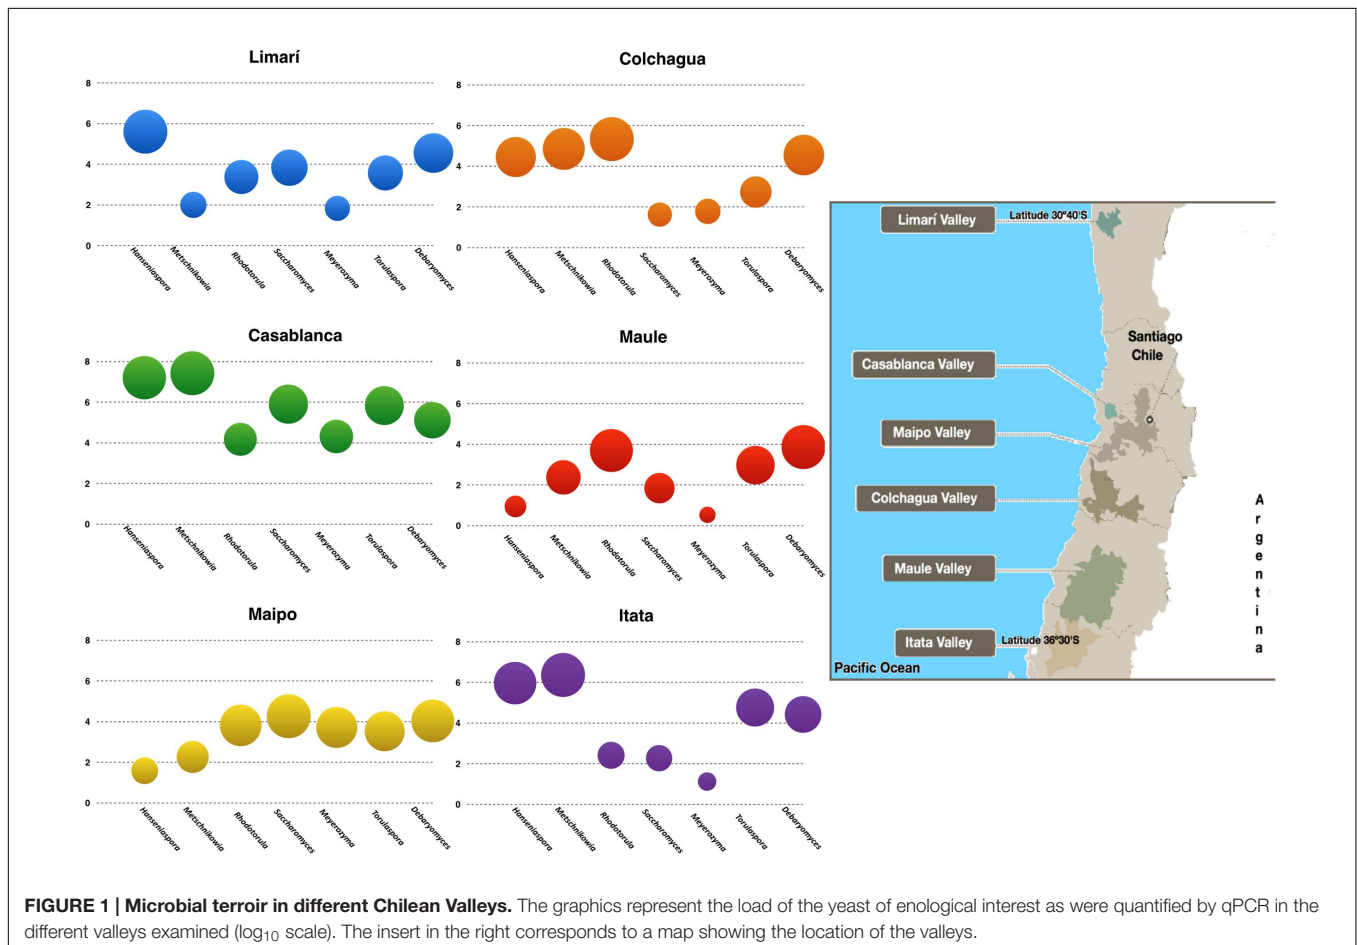 Limarí
8
6
4
2
0
Hanseniaspora
Metschnikowia
Rhodotorula
Saccharomyces
Meyerozyma
Torulaspora
Debaryomyces
Colchagua
8
6
4
2
0
Hanseniaspora
Metschnikowia
Rhodotorula
Saccharomyces
Meyerozyma
Torulaspora
Debaryomyces
Casablanca
8
6
4
2
0
Hanseniaspora
Metschnikowia
Rhodotorula
Saccharomyces
Meyerozyma
Torulaspora
Debaryomyces
Maule
8
6
4
2
0
Hanseniaspora
Metschnikowia
Rhodotorula
Saccharomyces
Meyerozyma
Torulaspora
Debaryomyces
Maipo
8
6
4
2
0
Hanseniaspora
Metschnikowia
Rhodotorula
Saccharomyces
Meyerozyma
Torulaspora
Debaryomyces
Itata
8
6
4
2
0
Hanseniaspora
Metschnikowia
Rhodotorula
Saccharomyces
Meyerozyma
Torulaspora
Debaryomyces
Limarí Valley
Latitude 30º40'S
Santiago
Chile
Casablanca Valley
Maipo Valley
Colchagua Valley
Maule Valley
Itata Valley
Latitude 36º30'S
Pacific Ocean
Argentina
FIGURE 1 | Microbial terroir in different Chilean Valleys. The graphics represent the load of the yeast of enological interest as were quantified by qPCR in the
different valleys examined (log10 scale). The insert in the right corresponds to a map showing the location of the valleys.